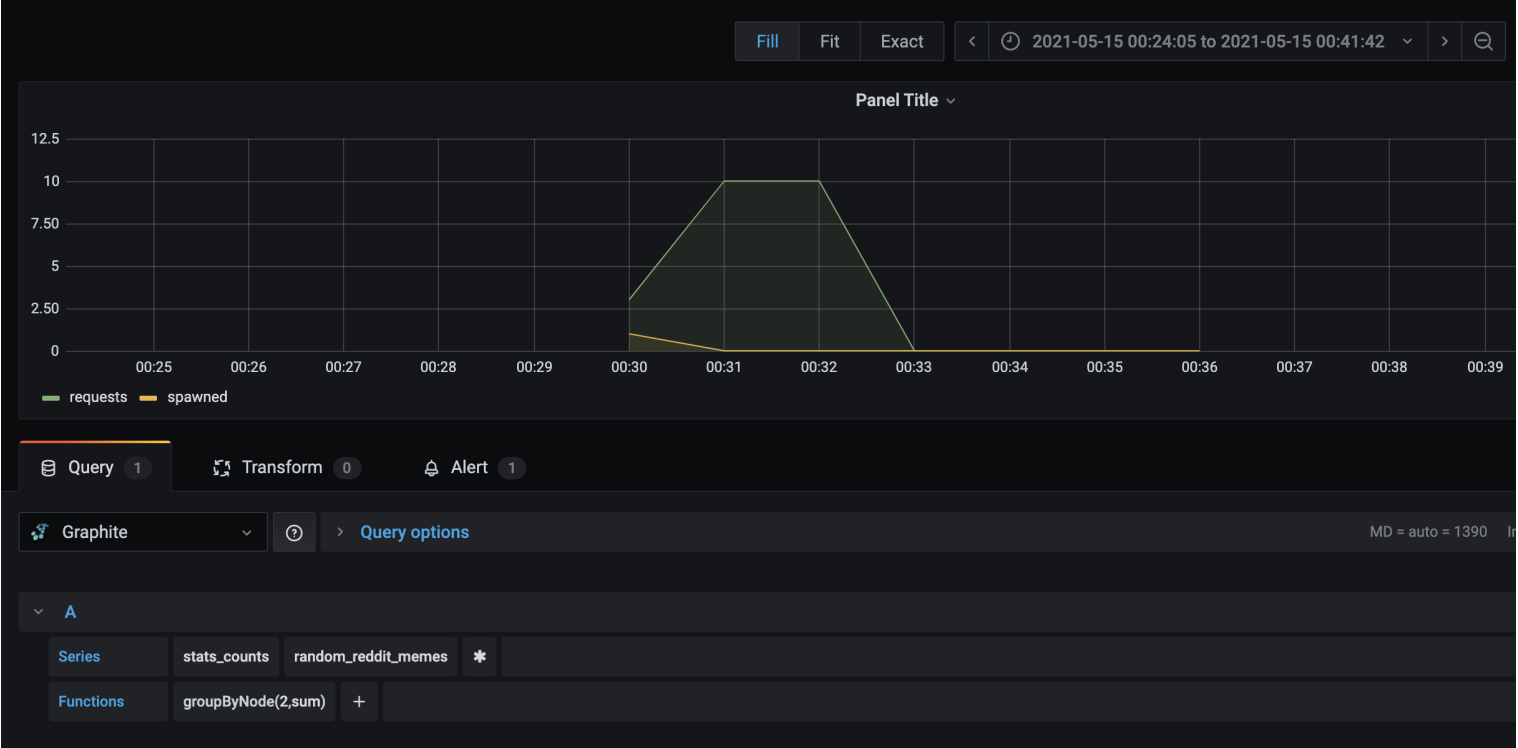 Fill Fit Exact 2021-05-15 00:24:05 to 2021-05-15 00:41:42
Panel Title
12.5
10
7.50
5
2.50
0
00:25 00:26 00:27 00:28 00:29 00:30 00:31 00:32 00:33 00:34 00:35 00:36 00:37 00:38 00:39
requests spawned
Query 1 Transform 0 Alert 1
Graphite Query options MD = auto = 1390
A
Series stats_counts random_reddit_memes *
Functions groupByNode(2,sum) +